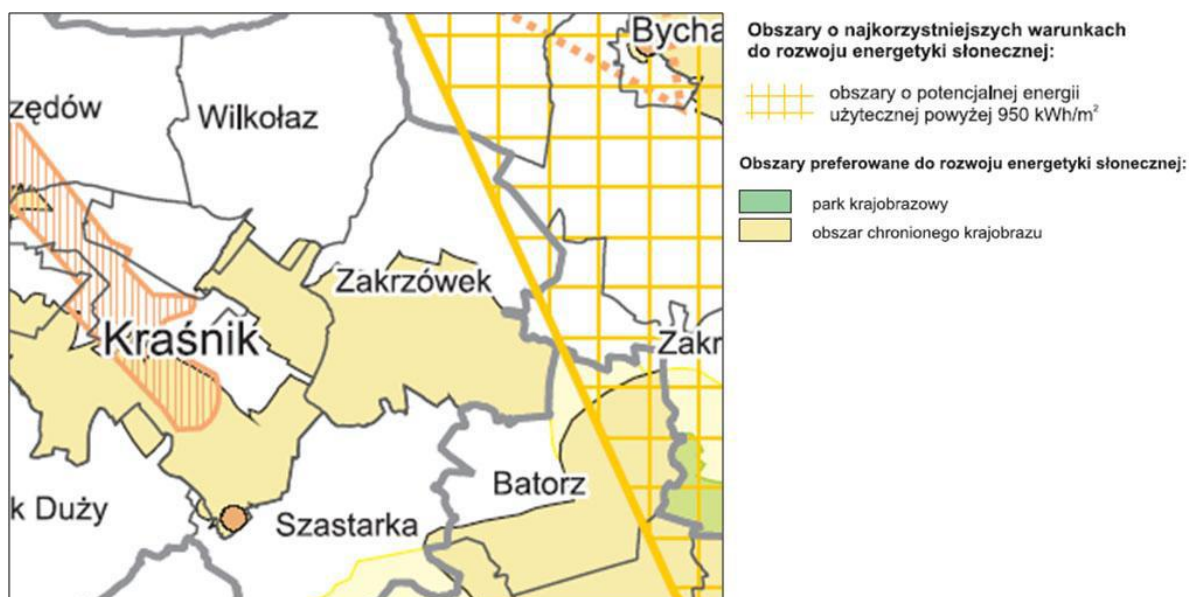 Bycha
zędów
Wilkołaz
Zakrzówek
Kraśnik
Zakr
Batorz
k Duży
Szastarka
Obszary o najkorzystniejszych warunkach
do rozwoju energetyki słonecznej:
obszary o potencjalnej energii
użytecznej powyżej 950 kWh/m²
Obszary preferowane do rozwoju energetyki słonecznej:
park krajobrazowy
obszar chronionego krajobrazu